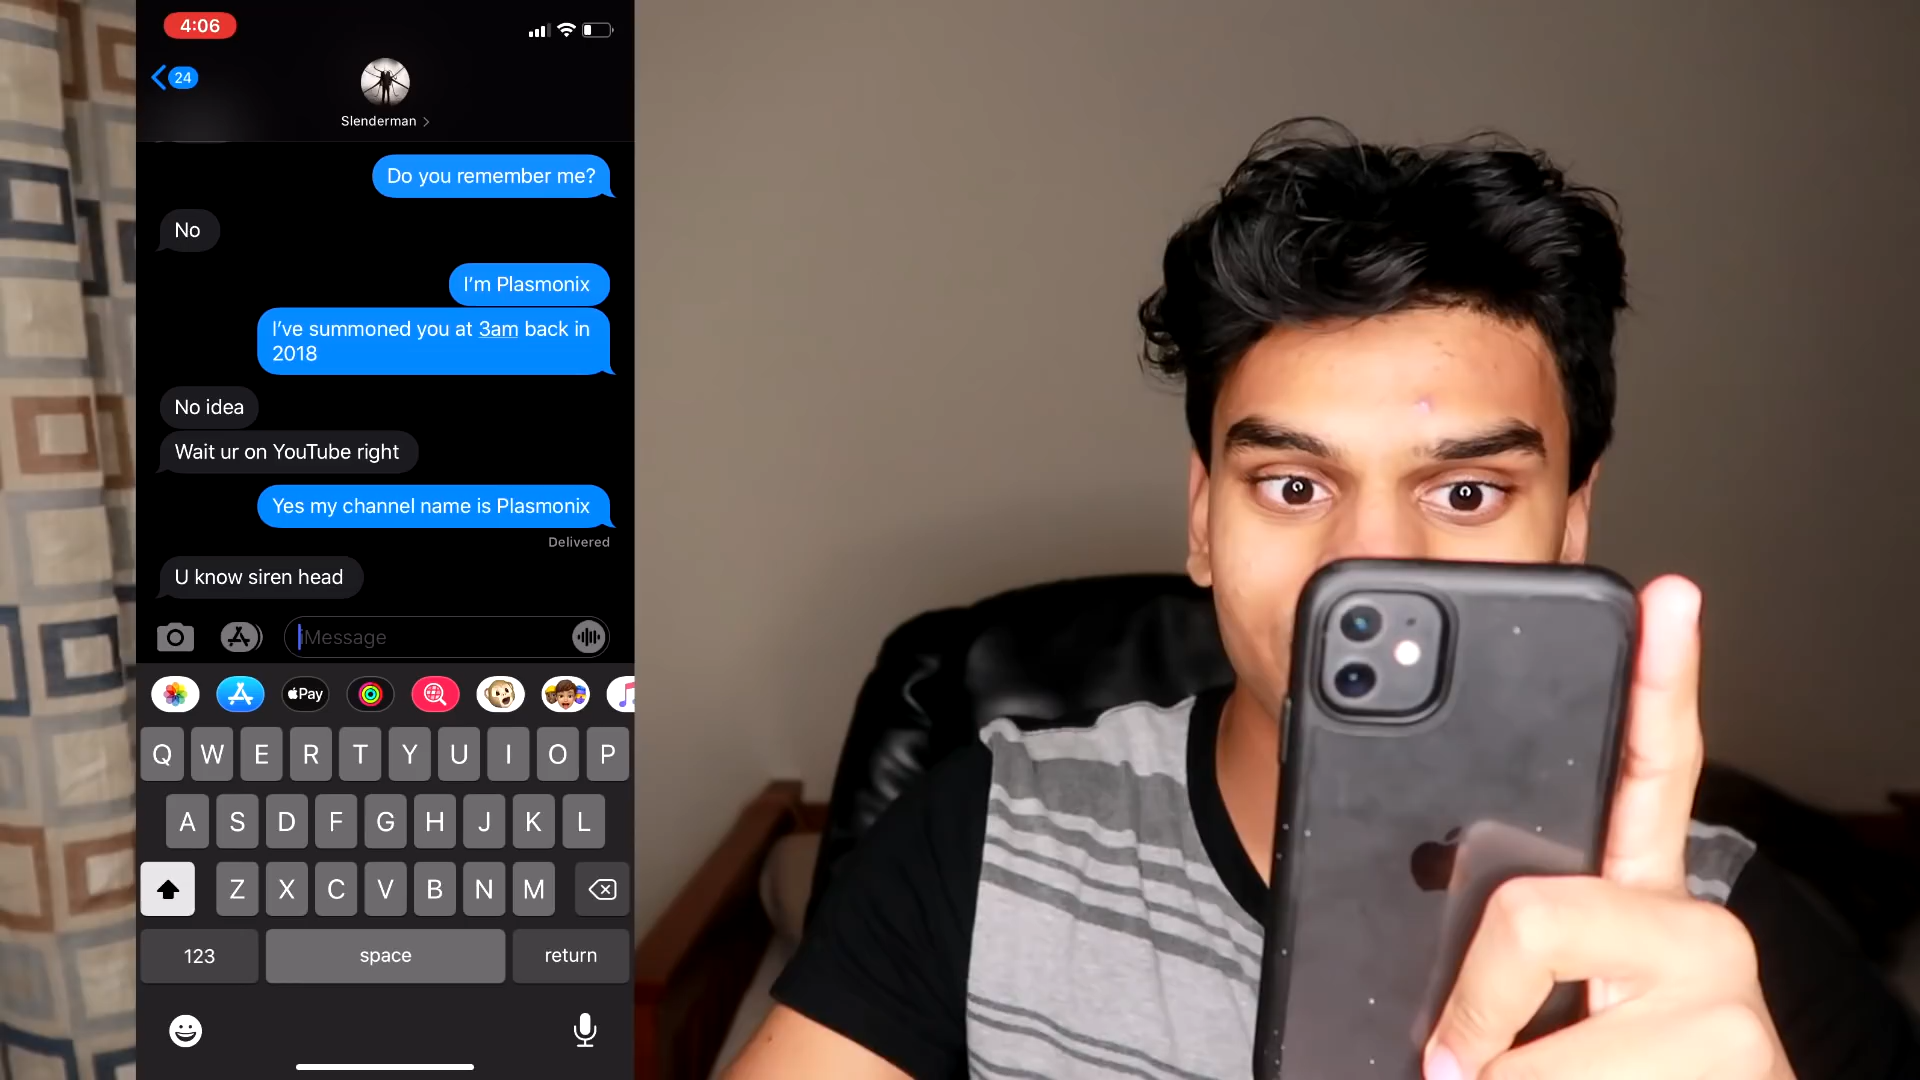 4:06
24
Slenderman
Do you remember me?
No
I'm Plasmonix
I've summoned you at 3am back in
2018
No idea
Wait ur on YouTube right
Yes my channel name is Plasmonix
Delivered
U know siren head
iMessage
Pay
Q W E R T Y U I O P
A S D F G H J K L
Z X C V B N M
123 space return